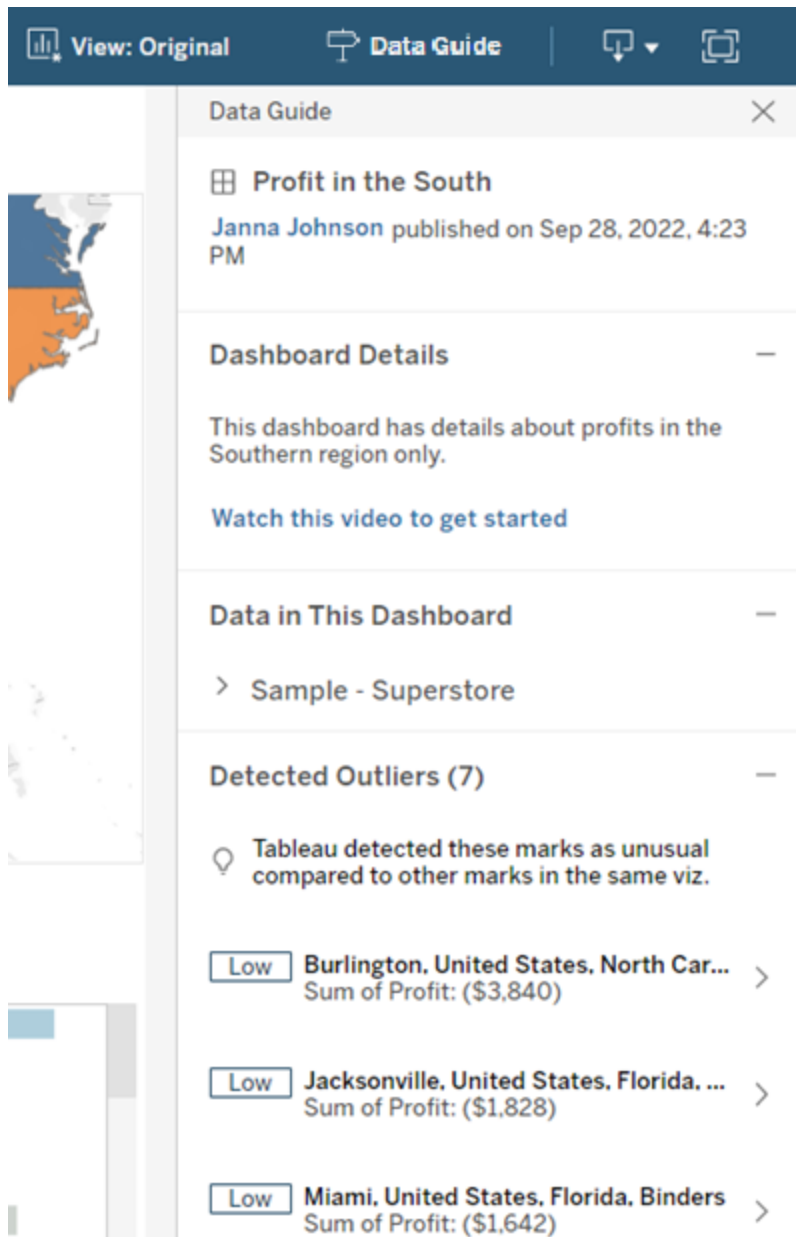 View: Original
Data Guide
Data Guide
Profit in the South
Janna Johnson published on Sep 28, 2022, 4:23
PM
Dashboard Details
This dashboard has details about profits in the
Southern region only.
Watch this video to get started
Data in This Dashboard
Sample - Superstore
Detected Outliers (7)
Tableau detected these marks as unusual
compared to other marks in the same viz.
Low
Burlington, United States, North Car...
Sum of Profit: ($3,840)
Low
Jacksonville, United States, Florida, ...
Sum of Profit: ($1,828)
Low
Miami, United States, Florida, Binders
Sum of Profit: ($1,642)